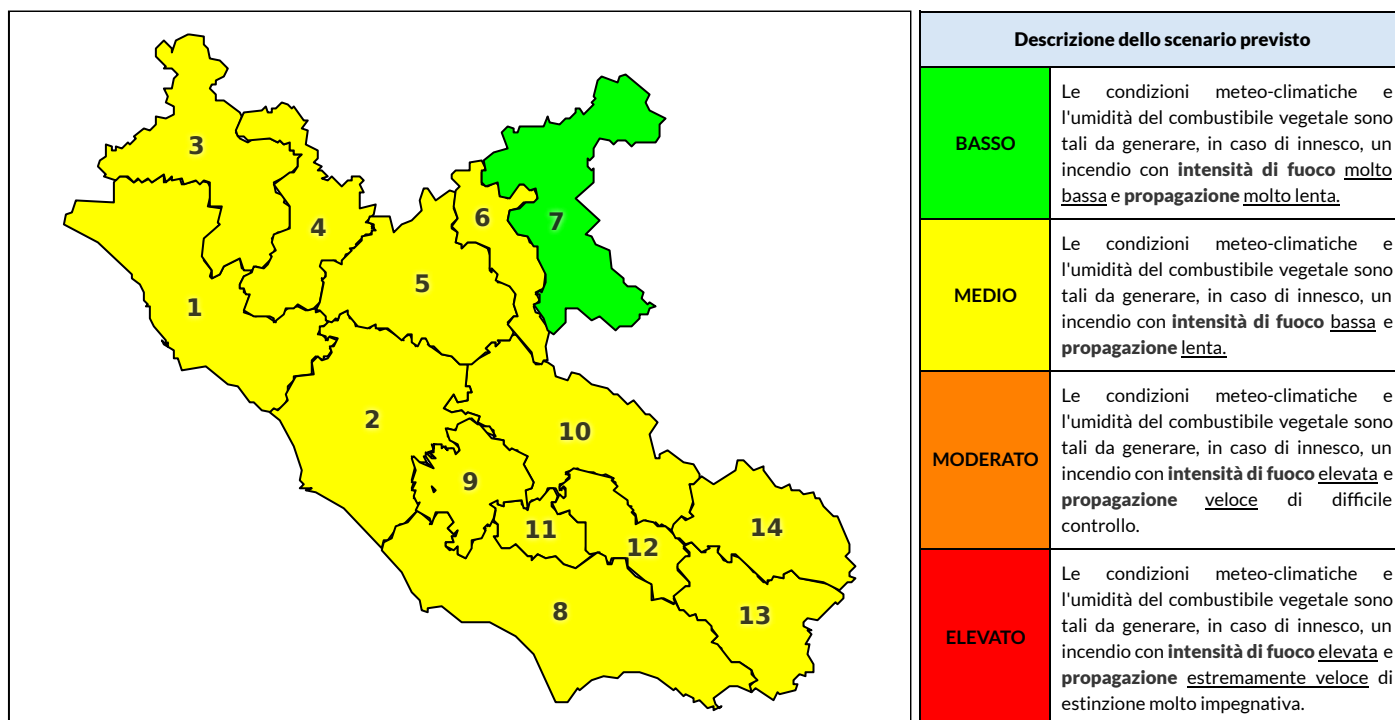 3
4
6
7
5
1
2
10
9
11
12
14
8
13
Descrizione dello scenario previsto
BASSO
Le condizioni meteo-climatiche e
l'umidità del combustibile vegetale sono
tali da generare, in caso di innesco, un
incendio con intensità di fuoco molto
bassa e propagazione molto lenta.
MEDIO
Le condizioni meteo-climatiche e
l'umidità del combustibile vegetale sono
tali da generare, in caso di innesco, un
incendio con intensità di fuoco bassa e
propagazione lenta.
MODERATO
Le condizioni meteo-climatiche e
l'umidità del combustibile vegetale sono
tali da generare, in caso di innesco, un
incendio con intensità di fuoco elevata e
propagazione veloce di difficile
controllo.
ELEVATO
Le condizioni meteo-climatiche e
l'umidità del combustibile vegetale sono
tali da generare, in caso di innesco, un
incendio con intensità di fuoco elevata e
propagazione estremamente veloce di
estinzione molto impegnativa.